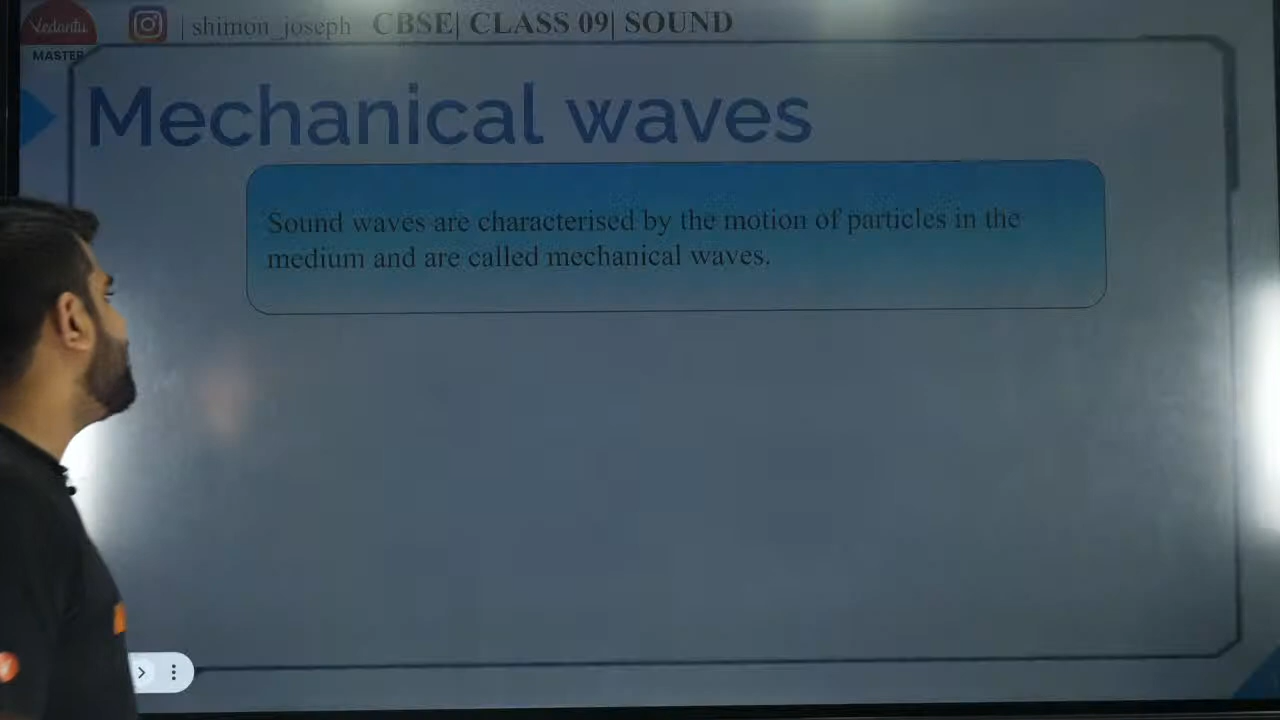 Vedantu
MASTER
| shimon_joseph CBSE| CLASS 09| SOUND
Mechanical waves
Sound waves are characterised by the motion of particles in the
medium and are called mechanical waves.